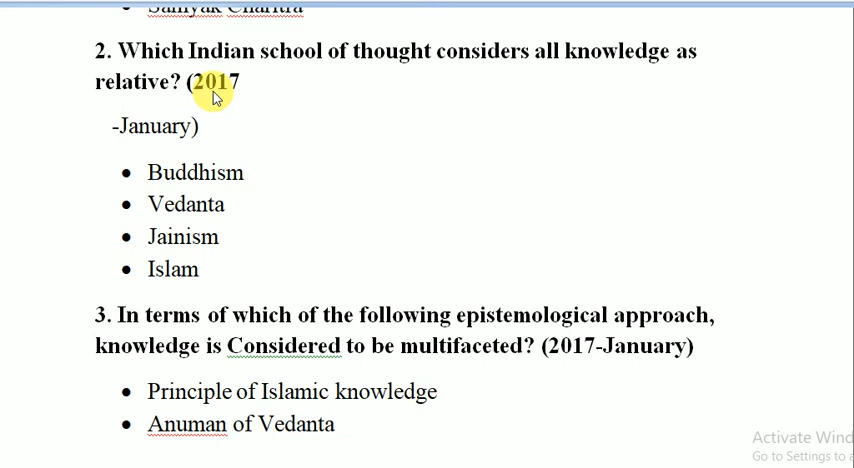 Samyak Charitra
2. Which Indian school of thought considers all knowledge as
relative? (2017
-January)
• Buddhism
• Vedanta
• Jainism
• Islam
3. In terms of which of the following epistemological approach,
knowledge is Considered to be multifaceted? (2017-January)
• Principle of Islamic knowledge
• Anuman of Vedanta
Activate Wind
Go to Settings to a